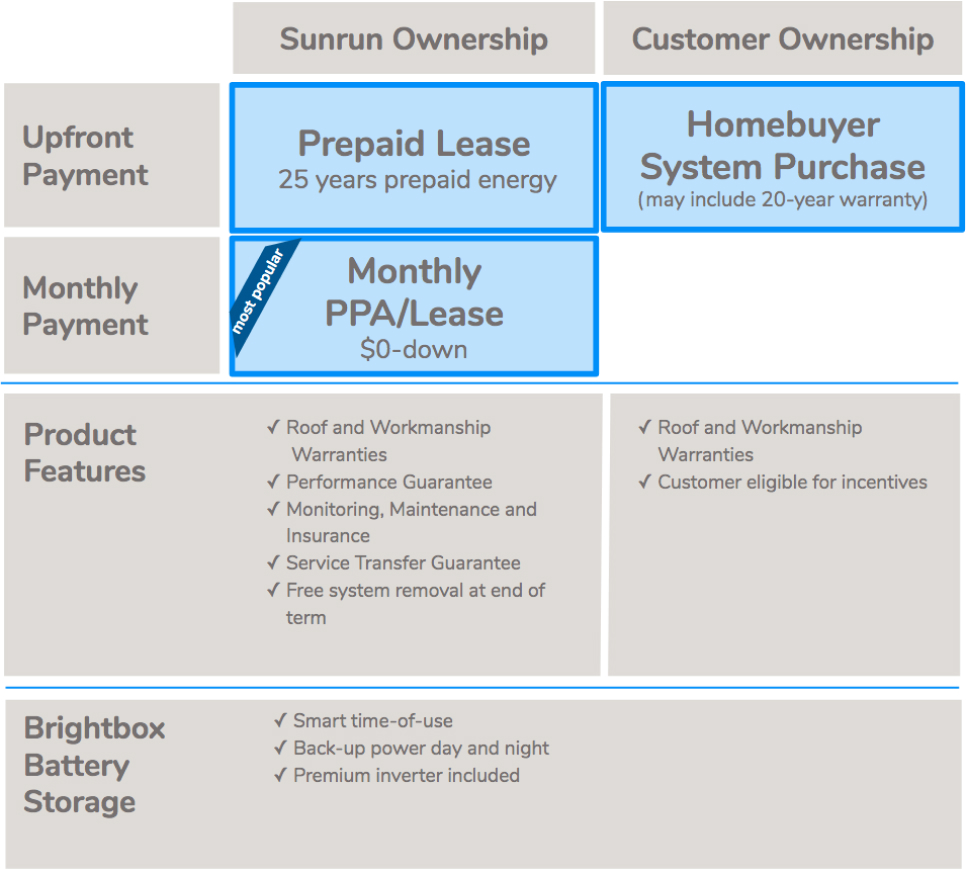 Sunrun Ownership
Customer Ownership
Upfront
Payment
Prepaid Lease
25 years prepaid energy
Homebuyer
System Purchase
(may include 20-year warranty)
Monthly
Payment
most popular
Monthly
PPA/Lease
$0-down
Product
Features
✓ Roof and Workmanship
Warranties
✓ Performance Guarantee
✓ Monitoring, Maintenance and
Insurance
✓ Service Transfer Guarantee
✓ Free system removal at end of
term
✓ Roof and Workmanship
Warranties
✓ Customer eligible for incentives
Brightbox
Battery
Storage
✓ Smart time-of-use
✓ Back-up power day and night
✓ Premium inverter included